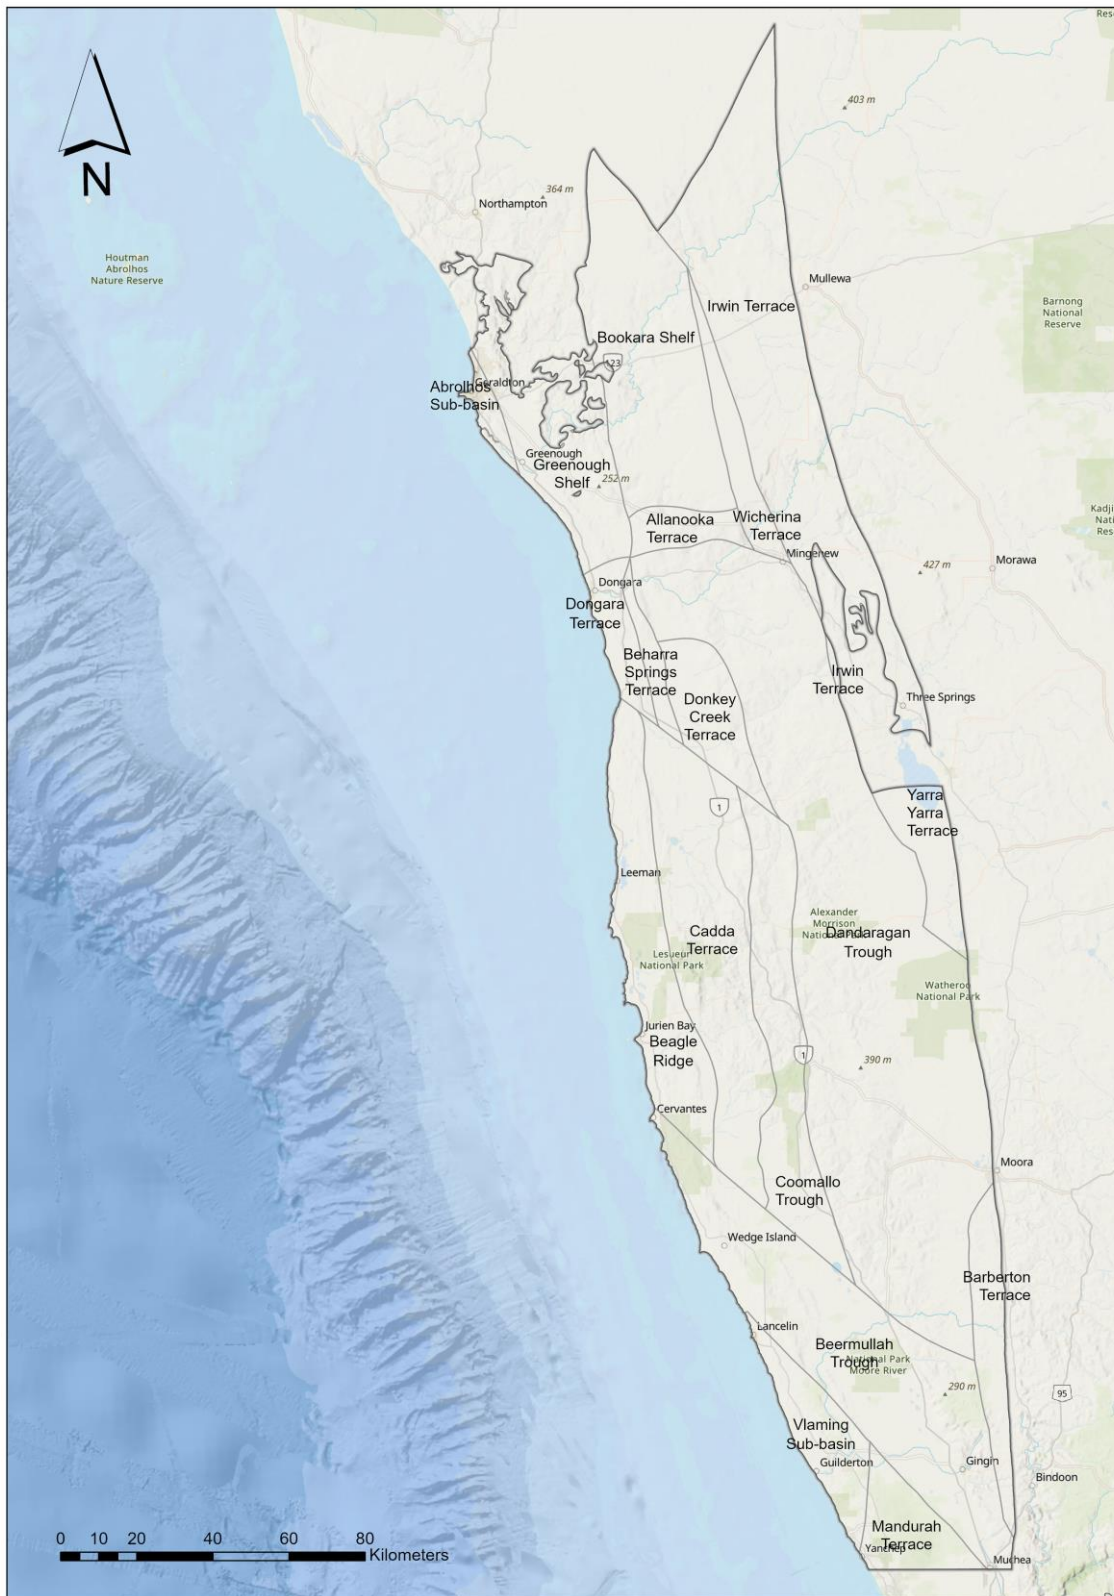 403 m
N
364 m
Northampton
Houtman
Abrolhos
Nature Reserve
Mullewa
Irwin Terrace
Barnong
National
Reserve
Bookara Shelf
123
Geraldton
Abrolhos
Sub-basin
Greenough
Greenough
Shelf
252 m
Allanooka
Terrace
Wicherina
Terrace
Mingenew
427 m
Morawa
Dongara
Dongara
Terrace
Beharra
Springs
Terrace
Irwin
Terrace
Donkey
Creek
Terrace
Three Springs
Yarra
Yarra
Terrace
1
Leeman
Alexander
Morrison
National Park
Dandaragan
Trough
Cadda
Terrace
Lesueur
National Park
Watheroo
National Park
Jurien Bay
Beagle
Ridge
1
390 m
Cervantes
Moora
Coomallo
Trough
Wedge Island
Barberton
Terrace
Lancelin
Beermullah
Trough
National Park
Moore River
290 m
95
Vlaming
Sub-basin
Guilderton
Gingin
Bindoon
Mandurah
Terrace
Yanchep
Muchea
0 10 20 40 60 80
Kilometers